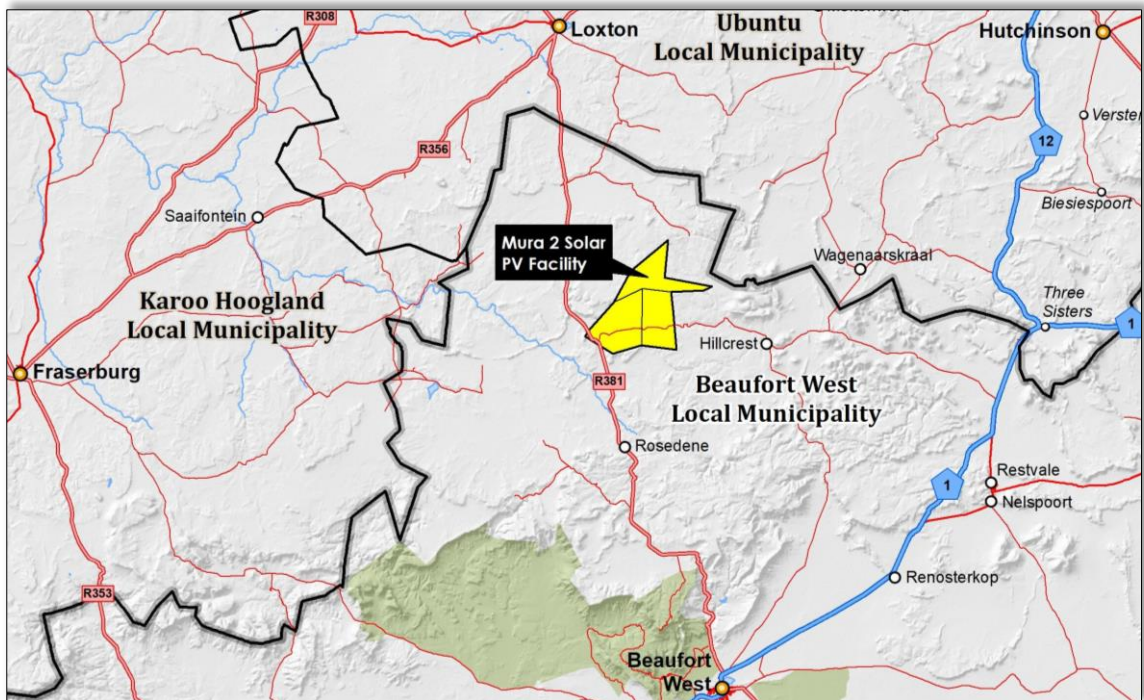 R308
Loxton
Ubuntu
Local Municipality
Hutchinson
12
R356
Saaifontein
Biesiespoort
Mura 2 Solar
PV Facility
Wagenaarskraal
Karoo Hoogland
Local Municipality
Three
Sisters
1
Hillcrest
Fraserburg
R381
Beaufort West
Local Municipality
Rosedene
Restvale
1
Nelspoort
Renosterkop
R353
Beaufort
West